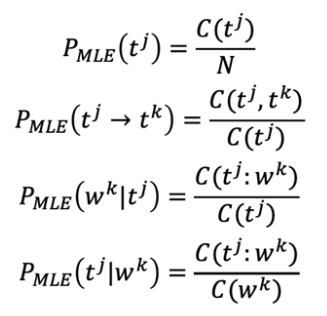 P_MLE(t^j) = C(t^j) / N
P_MLE(t^j → t^k) = C(t^j, t^k) / C(t^j)
P_MLE(w^k|t^j) = C(t^j: w^k) / C(t^j)
P_MLE(t^j|w^k) = C(t^j: w^k) / C(w^k)